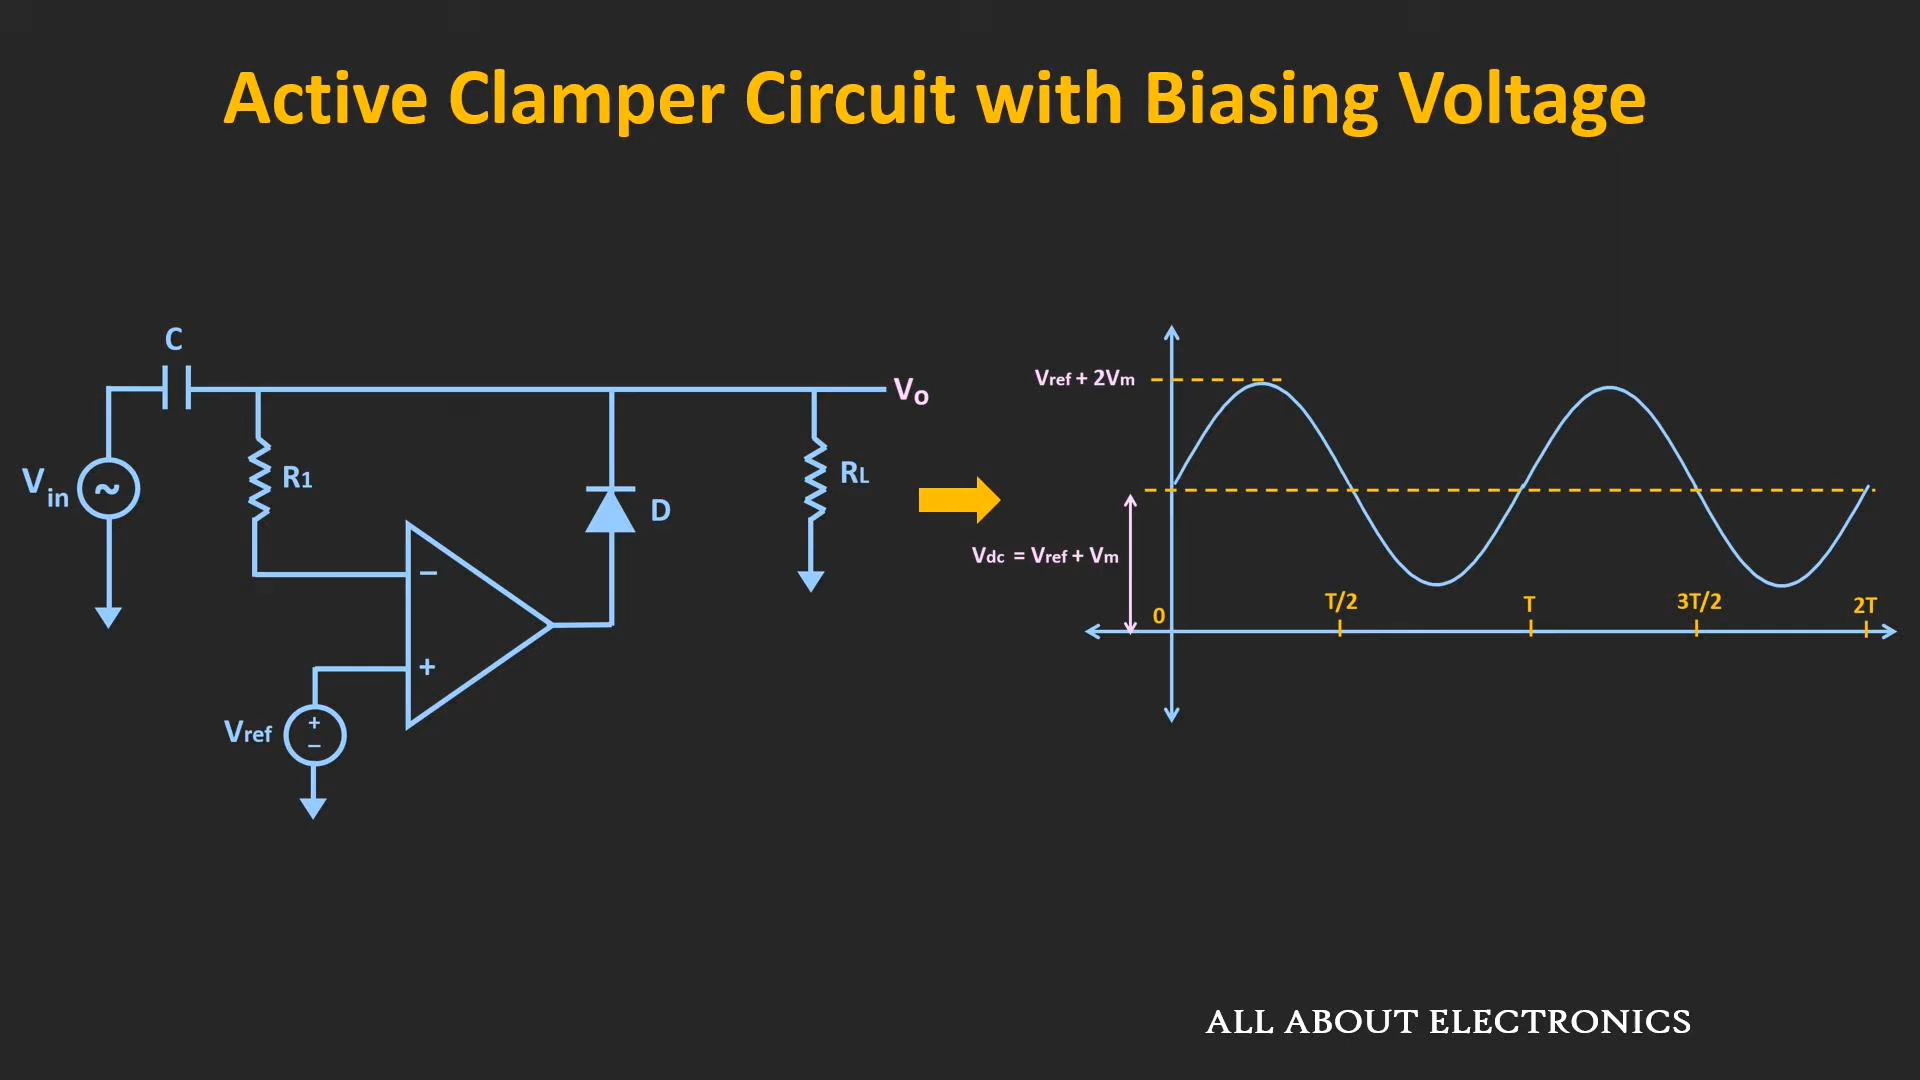 Active Clamper Circuit with Biasing Voltage
C
Vin
~
R1
−
+
Vref
+
−
D
RL
Vo
Vref + 2Vm
Vdc = Vref + Vm
0
T/2
T
3T/2
2T
ALL ABOUT ELECTRONICS